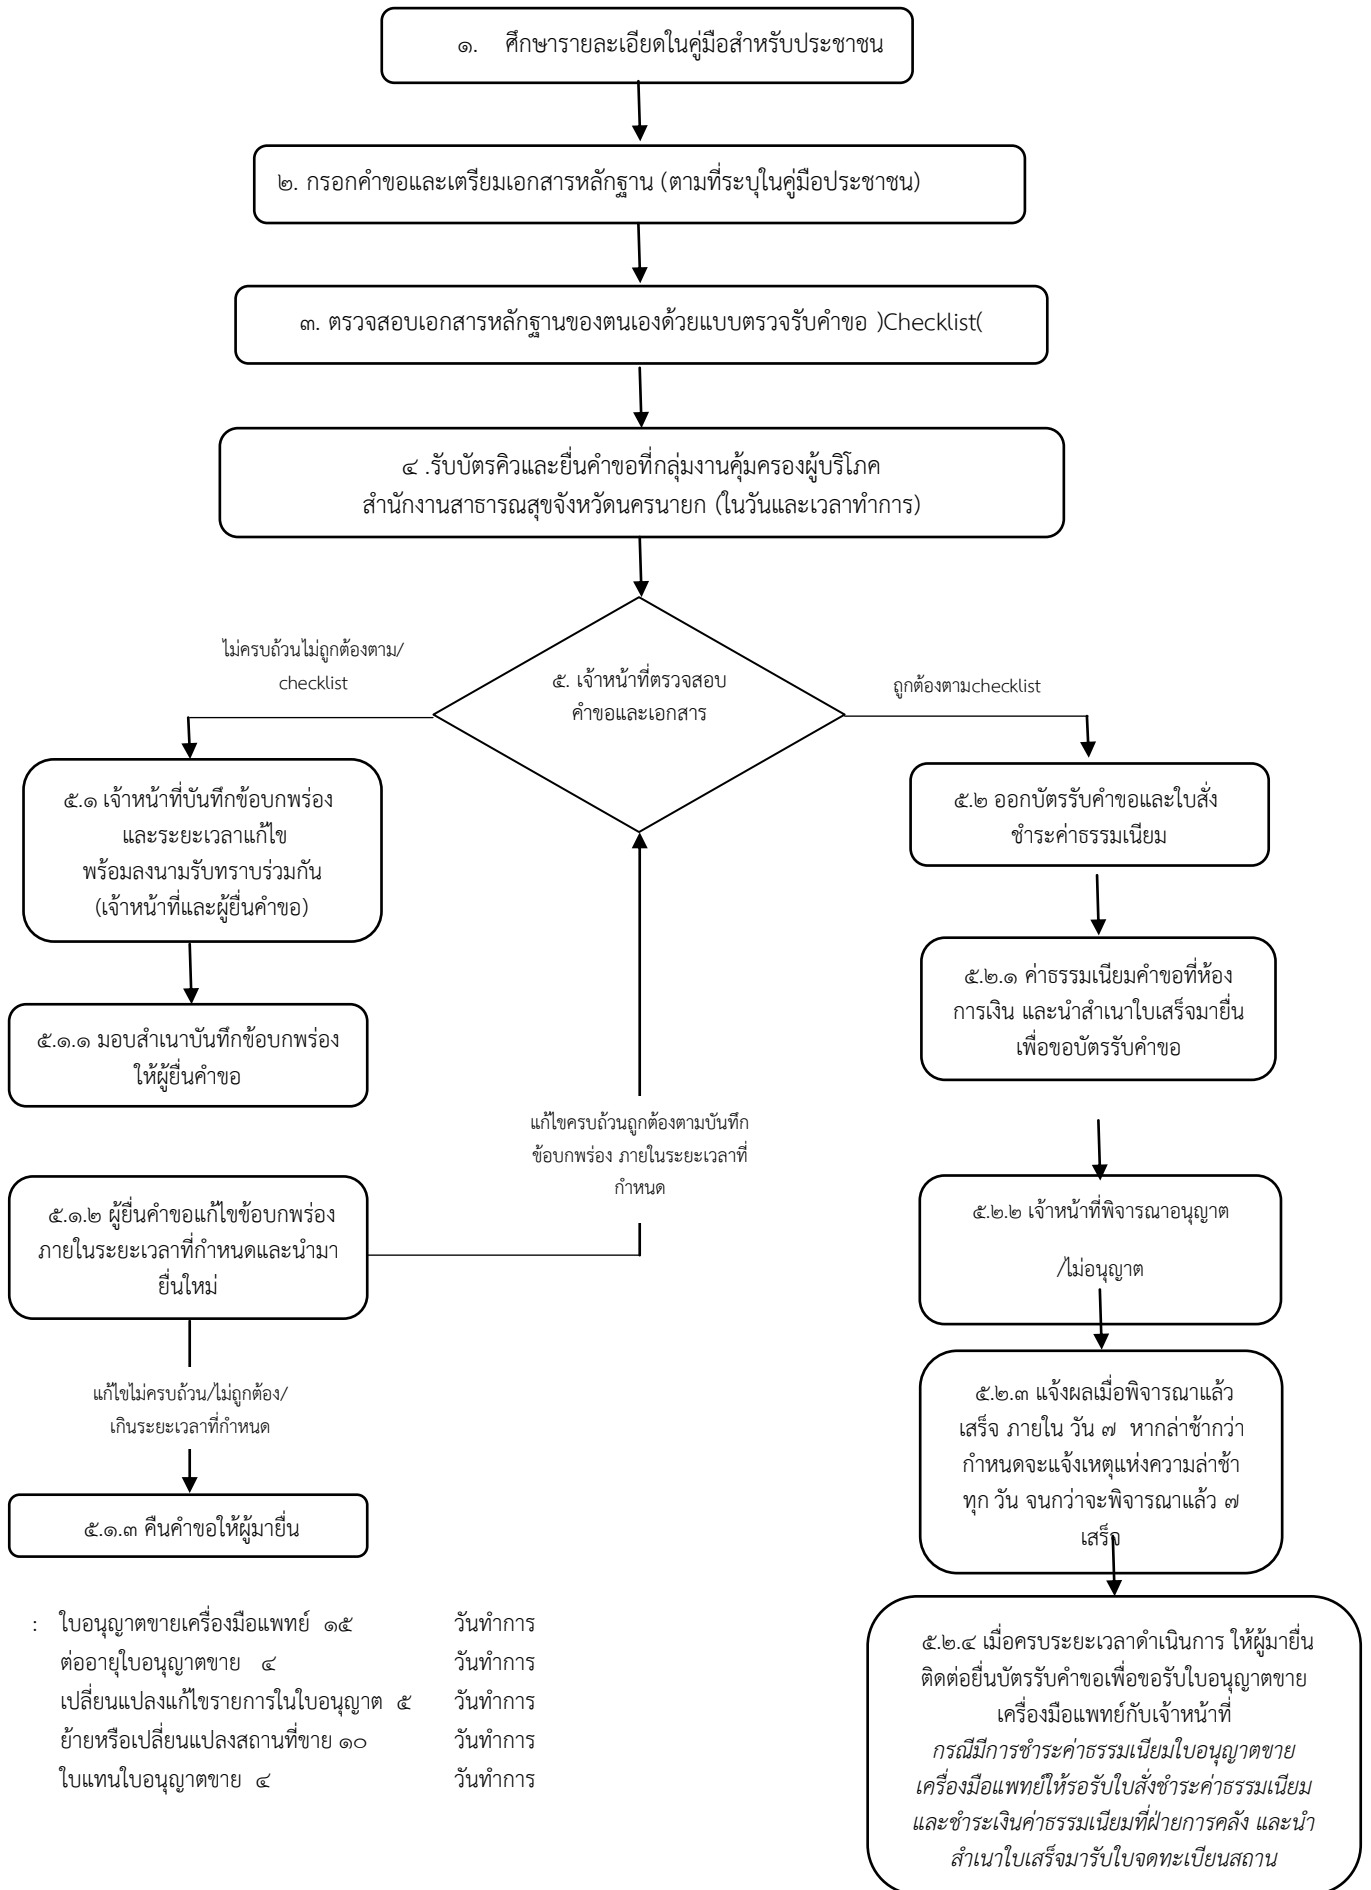 ๑. ศึกษารายละเอียดในคู่มือสำหรับประชาชน
๒. กรอกคำขอและเตรียมเอกสารหลักฐาน (ตามที่ระบุในคู่มือประชาชน)
๓. ตรวจสอบเอกสารหลักฐานของตนเองด้วยแบบตรวจรับคำขอ )Checklist(
๔ .รับบัตรคิวและยื่นคำขอที่กลุ่มงานคุ้มครองผู้บริโภค
สำนักงานสาธารณสุขจังหวัดนครนายก (ในวันและเวลาทำการ)
ไม่ครบถ้วนไม่ถูกต้องตาม/
checklist
๕. เจ้าหน้าที่ตรวจสอบ
คำขอและเอกสาร
ถูกต้องตามchecklist
๕.๑ เจ้าหน้าที่บันทึกข้อบกพร่อง
และระยะเวลาแก้ไข
พร้อมลงนามรับทราบร่วมกัน
(เจ้าหน้าที่และผู้ยื่นคำขอ)
๕.๑.๑ มอบสำเนาบันทึกข้อบกพร่อง
ให้ผู้ยื่นคำขอ
๕.๑.๒ ผู้ยื่นคำขอแก้ไขข้อบกพร่อง
ภายในระยะเวลาที่กำหนดและนำมา
ยื่นใหม่
แก้ไขครบถ้วนถูกต้องตามบันทึก
ข้อบกพร่อง ภายในระยะเวลาที่
กำหนด
แก้ไขไม่ครบถ้วน/ไม่ถูกต้อง/
เกินระยะเวลาที่กำหนด
๕.๑.๓ คืนคำขอให้ผู้มายื่น
๕.๒ ออกบัตรรับคำขอและใบสั่ง
ชำระค่าธรรมเนียม
๕.๒.๑ ค่าธรรมเนียมคำขอที่ห้อง
การเงิน และนำสำเนาใบเสร็จมายื่น
เพื่อขอบัตรรับคำขอ
๕.๒.๒ เจ้าหน้าที่พิจารณาอนุญาต
/ไม่อนุญาต
๕.๒.๓ แจ้งผลเมื่อพิจารณาแล้ว
เสร็จ ภายใน วัน ๗ หากล่าช้ากว่า
กำหนดจะแจ้งเหตุแห่งความล่าช้า
ทุก วัน จนกว่าจะพิจารณาแล้ว ๗
เสร็จ
๕.๒.๔ เมื่อครบระยะเวลาดำเนินการ ให้ผู้มายื่น
ติดต่อยื่นบัตรรับคำขอเพื่อขอรับใบอนุญาตขาย
เครื่องมือแพทย์กับเจ้าหน้าที่
กรณีมีการชำระค่าธรรมเนียมใบอนุญาตขาย
เครื่องมือแพทย์ให้รอรับใบสั่งชำระค่าธรรมเนียม
และชำระเงินค่าธรรมเนียมที่ฝ่ายการคลัง และนำ
สำเนาใบเสร็จมารับใบจดทะเบียนสถาน
: ใบอนุญาตขายเครื่องมือแพทย์ ๑๕ วันทำการ
ต่ออายุใบอนุญาตขาย ๔ วันทำการ
เปลี่ยนแปลงแก้ไขรายการในใบอนุญาต ๕ วันทำการ
ย้ายหรือเปลี่ยนแปลงสถานที่ขาย ๑๐ วันทำการ
ใบแทนใบอนุญาตขาย ๔ วันทำการ